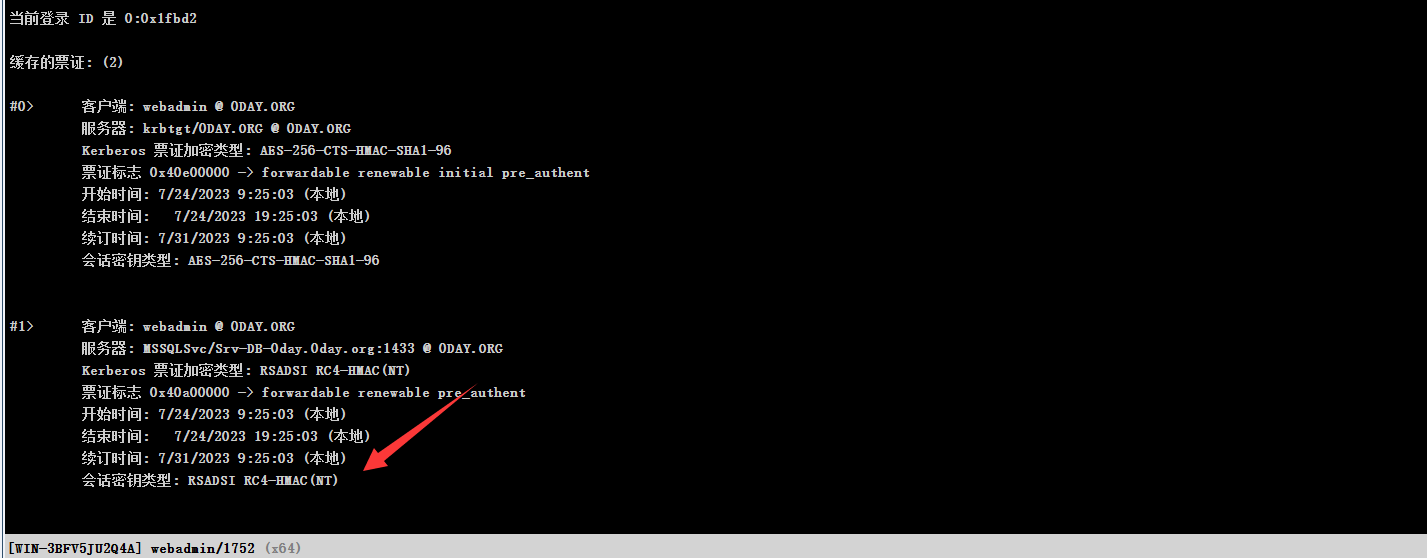 当前登录 ID 是 0:0x1fbd2
缓存的票证: (2)
#0> 客户端: webadmin @ 0DAY.ORG
服务器: krbtgt/0DAY.ORG @ 0DAY.ORG
Kerberos 票证加密类型: AES-256-CTS-HMAC-SHA1-96
票证标志 0x40e00000 -> forwardable renewable initial pre_authent
开始时间: 7/24/2023 9:25:03 (本地)
结束时间: 7/24/2023 19:25:03 (本地)
续订时间: 7/31/2023 9:25:03 (本地)
会话密钥类型: AES-256-CTS-HMAC-SHA1-96
#1> 客户端: webadmin @ 0DAY.ORG
服务器: MSSQLSvc/Srv-DB-0day.0day.org:1433 @ 0DAY.ORG
Kerberos 票证加密类型: RSADSI RC4-HMAC(NT)
票证标志 0x40a00000 -> forwardable renewable pre_authent
开始时间: 7/24/2023 9:25:03 (本地)
结束时间: 7/24/2023 19:25:03 (本地)
续订时间: 7/31/2023 9:25:03 (本地)
会话密钥类型: RSADSI RC4-HMAC(NT)
[WIN-3BFV5JU2Q4A] webadmin/1752 (x64)